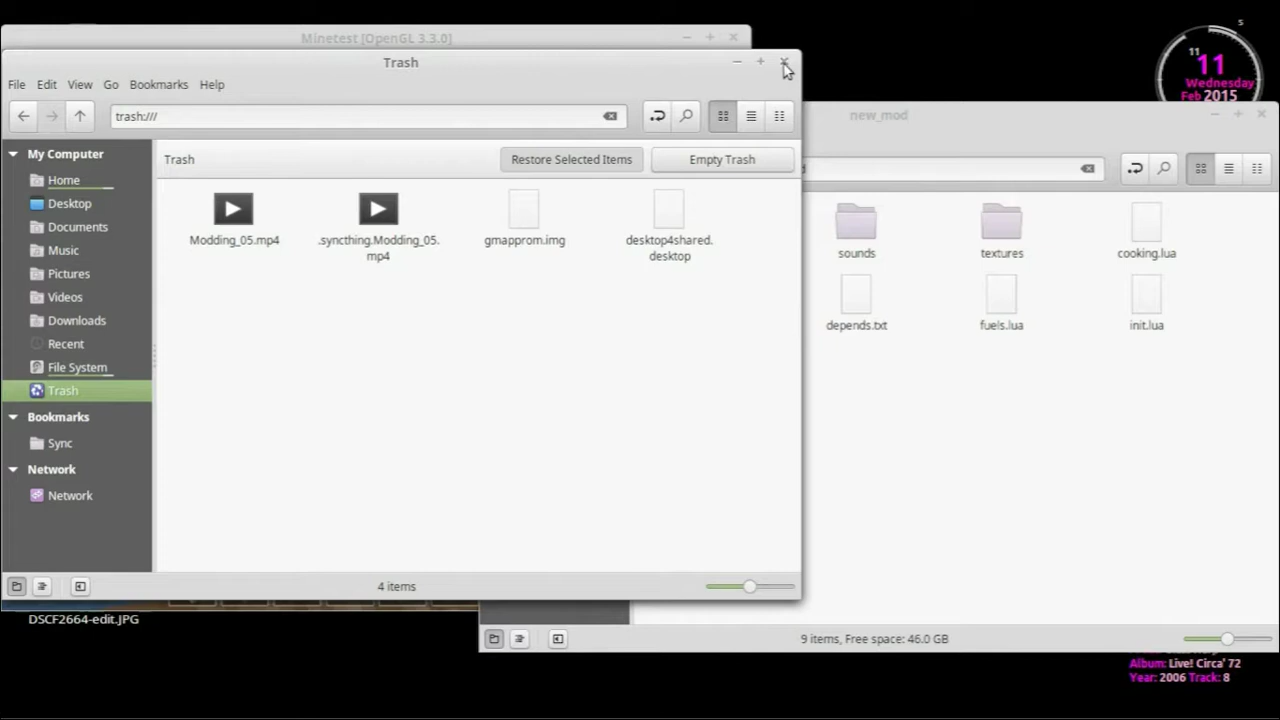 Minetest [OpenGL 3.3.0]
Trash
File Edit View Go Bookmarks Help
trash:///
Trash
Restore Selected Items
Empty Trash
My Computer
Home
Desktop
Documents
Music
Pictures
Videos
Downloads
Recent
File System
Trash
Bookmarks
Sync
Network
Network
Modding_05.mp4
.syncthing.Modding_05.
mp4
gmapprom.img
desktop4shared.
desktop
4 items
DSCF2664-edit.JPG
s
11
11
Wednesday
Feb 2015
new_mod
d
sounds
textures
cooking.lua
depends.txt
fuels.lua
init.lua
9 items, Free space: 46.0 GB
Album: Live! Circa' 72
Year: 2006 Track: 8